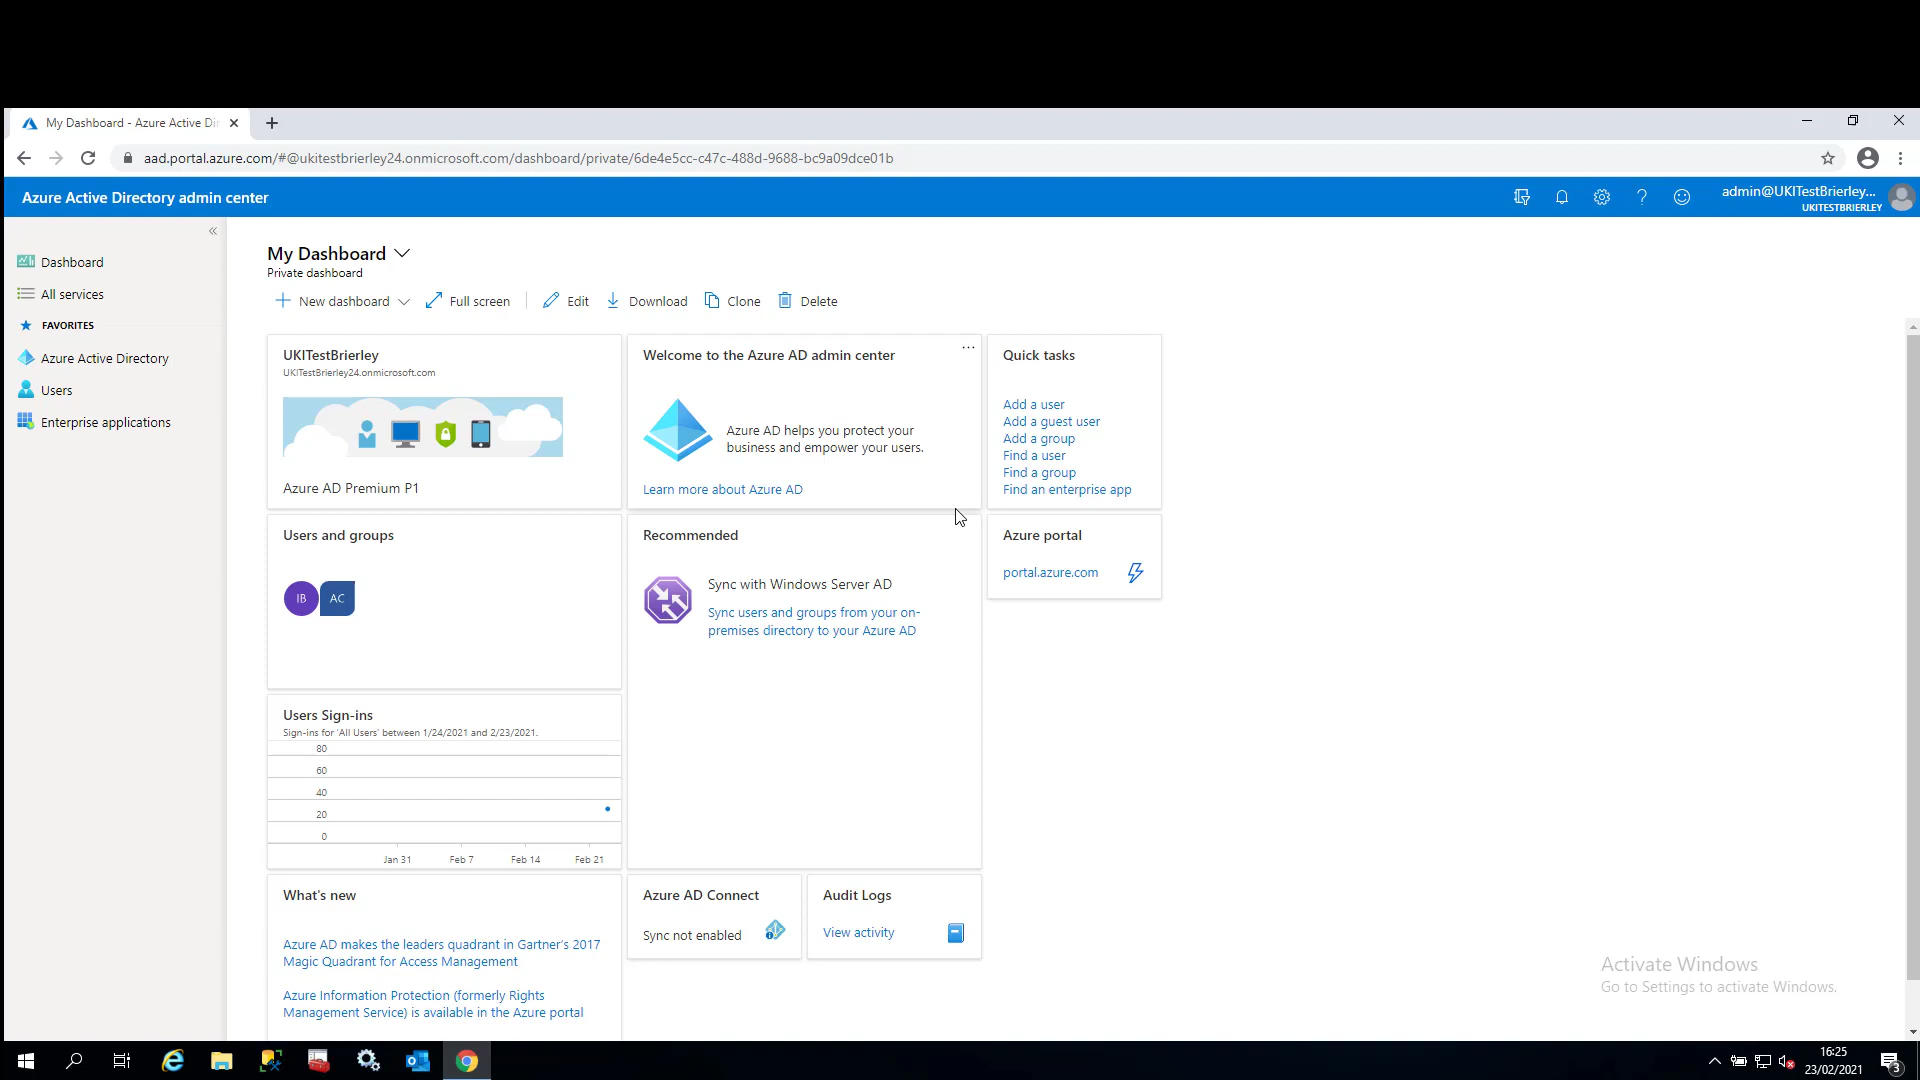 My Dashboard - Azure Active Di
aad.portal.azure.com/#@ukitestbrierley24.onmicrosoft.com/dashboard/private/6de4e5cc-c47c-488d-9688-bc9a09dce01b
Azure Active Directory admin center
admin@UKITestBrierley...
UKITESTBRIERLEY
Dashboard
All services
FAVORITES
Azure Active Directory
Users
Enterprise applications
My Dashboard
Private dashboard
New dashboard
Full screen
Edit
Download
Clone
Delete
UKITestBrierley
UKITestBrierley24.onmicrosoft.com
Azure AD Premium P1
Welcome to the Azure AD admin center
Azure AD helps you protect your
business and empower your users.
Learn more about Azure AD
Quick tasks
Add a user
Add a guest user
Add a group
Find a user
Find a group
Find an enterprise app
Users and groups
IB
AC
Recommended
Sync with Windows Server AD
Sync users and groups from your on-
premises directory to your Azure AD
Azure portal
portal.azure.com
Users Sign-ins
Sign-ins for 'All Users' between 1/24/2021 and 2/23/2021.
80
60
40
20
0
Jan 31 Feb 7 Feb 14 Feb 21
What's new
Azure AD makes the leaders quadrant in Gartner's 2017
Magic Quadrant for Access Management
Azure Information Protection (formerly Rights
Management Service) is available in the Azure portal
Azure AD Connect
Sync not enabled
Audit Logs
View activity
Activate Windows
Go to Settings to activate Windows.
16:25
23/02/2021
3